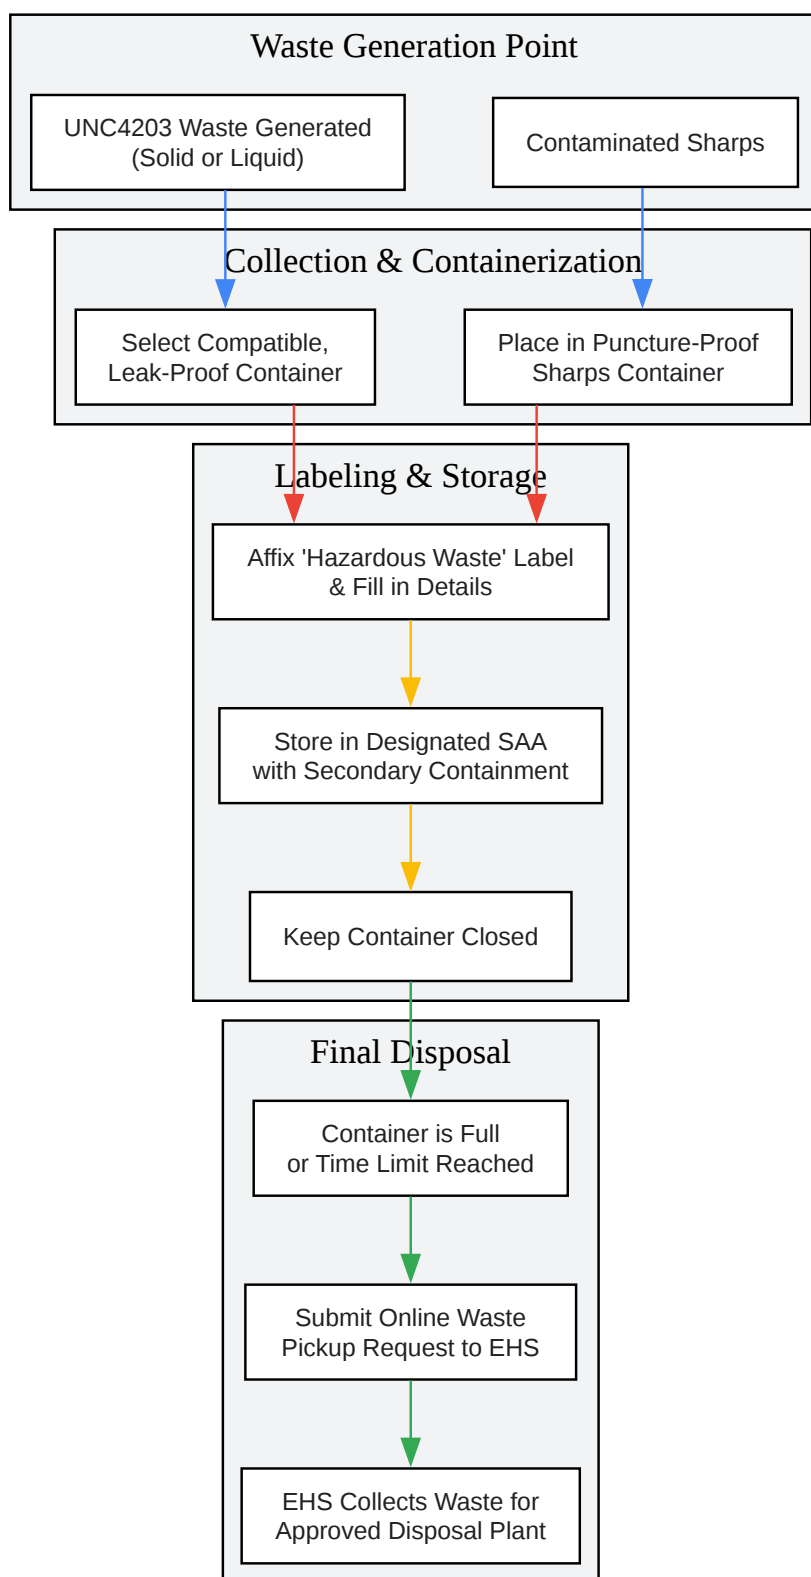 Waste Generation Point
UNC4203 Waste Generated
(Solid or Liquid)
Contaminated Sharps
Collection & Containerization
Select Compatible,
Leak-Proof Container
Place in Puncture-Proof
Sharps Container
Labeling & Storage
Affix 'Hazardous Waste' Label
& Fill in Details
Store in Designated SAA
with Secondary Containment
Keep Container Closed
Final Disposal
Container is Full
or Time Limit Reached
Submit Online Waste
Pickup Request to EHS
EHS Collects Waste for
Approved Disposal Plant